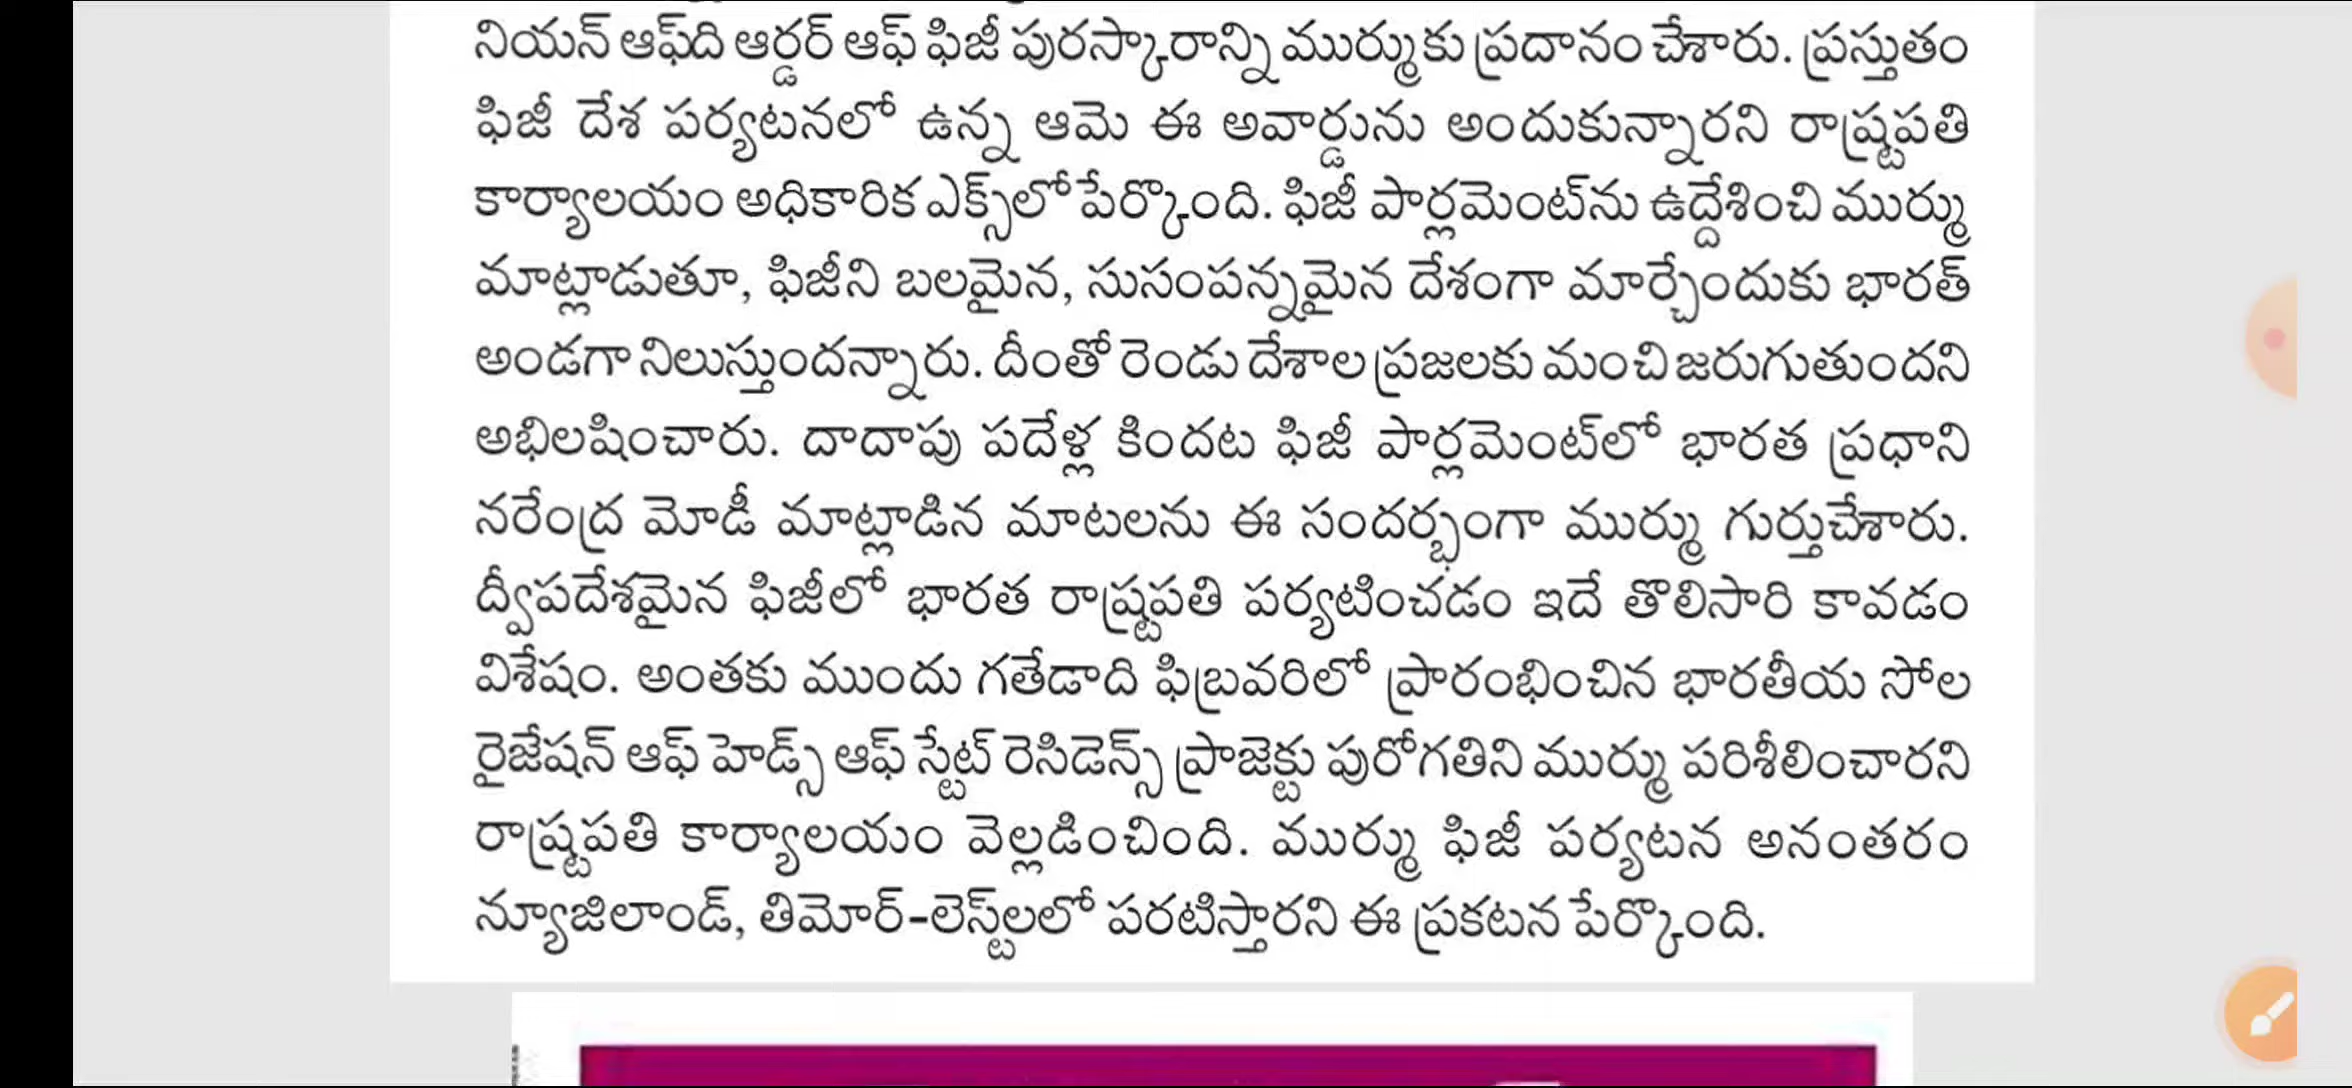 నియన్ ఆఫ్‌ది ఆర్డర్ ఆఫ్ ఫిజీ పురస్కారాన్ని ముర్ముకు ప్రదానం చేశారు. ప్రస్తుతం
ఫిజీ దేశ పర్యటనలో ఉన్న ఆమె ఈ అవార్డును అందుకున్నారని రాష్ట్రపతి
కార్యాలయం అధికారిక ఎక్స్‌లో పేర్కొంది. ఫిజీ పార్లమెంట్‌ను ఉద్దేశించి ముర్ము
మాట్లాడుతూ, ఫిజీని బలమైన, సుసంపన్నమైన దేశంగా మార్చేందుకు భారత్
అండగా నిలుస్తుందన్నారు. దీంతో రెండు దేశాల ప్రజలకు మంచి జరుగుతుందని
అభిలషించారు. దాదాపు పదేళ్ల కిందట ఫిజీ పార్లమెంట్‌లో భారత ప్రధాని
నరేంద్ర మోడీ మాట్లాడిన మాటలను ఈ సందర్భంగా ముర్ము గుర్తుచేశారు.
ద్వీపదేశమైన ఫిజీలో భారత రాష్ట్రపతి పర్యటించడం ఇదే తొలిసారి కావడం
విశేషం. అంతకు ముందు గతేడాది ఫిబ్రవరిలో ప్రారంభించిన భారతీయ సోల
రైజేషన్ ఆఫ్ హెడ్స్ ఆఫ్ స్టేట్ రెసిడెన్స్ ప్రాజెక్టు పురోగతిని ముర్ము పరిశీలించారని
రాష్ట్రపతి కార్యాలయం వెల్లడించింది. ముర్ము ఫిజీ పర్యటన అనంతరం
న్యూజిలాండ్, తిమోర్-లెస్ట్‌లలో పరటిస్తారని ఈ ప్రకటన పేర్కొంది.